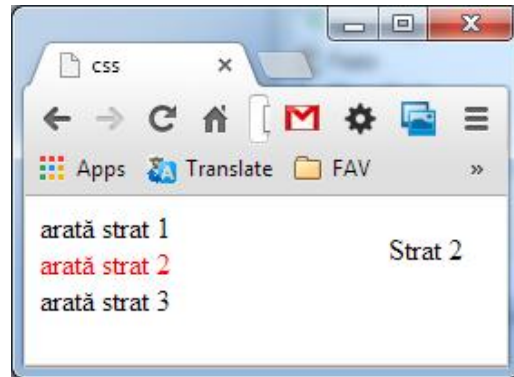 css
Apps Translate FAV »
arată strat 1
arată strat 2
arată strat 3
Strat 2